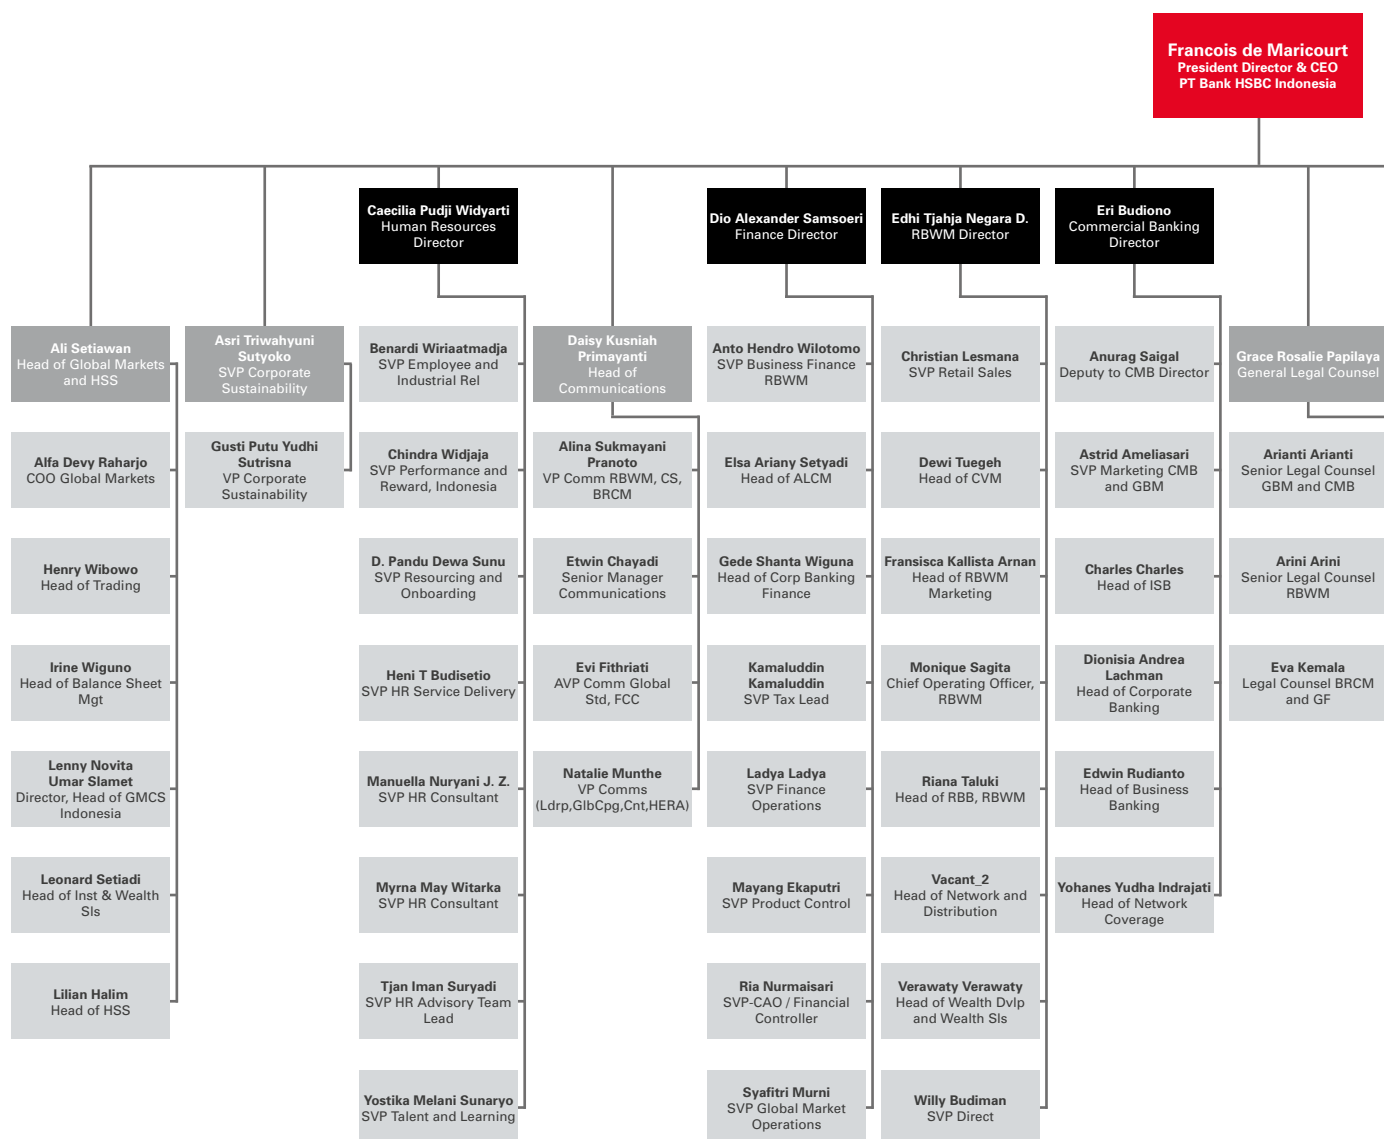 Francois de Maricourt
President Director & CEO
PT Bank HSBC Indonesia
Caecilia Pudji Widyarti
Human Resources
Director
Dio Alexander Samsoeri
Finance Director
Edhi Tjahja Negara D.
RBWM Director
Eri Budiono
Commercial Banking
Director
Ali Setiawan
Head of Global Markets
and HSS
Alfa Devy Raharjo
COO Global Markets
Henry Wibowo
Head of Trading
Irine Wiguno
Head of Balance Sheet
Mgt
Lenny Novita
Umar Slamet
Director, Head of GMCS
Indonesia
Leonard Setiadi
Head of Inst & Wealth
Sls
Lilian Halim
Head of HSS
Asri Triwahyuni
Sutyoko
SVP Corporate
Sustainability
Gusti Putu Yudhi
Sutrisna
VP Corporate
Sustainability
Benardi Wiriaatmadja
SVP Employee and
Industrial Rel
Chindra Widjaja
SVP Performance and
Reward, Indonesia
D. Pandu Dewa Sunu
SVP Resourcing and
Onboarding
Heni T Budisetio
SVP HR Service Delivery
Manuella Nuryani J. Z.
SVP HR Consultant
Myrna May Witarka
SVP HR Consultant
Tjan Iman Suryadi
SVP HR Advisory Team
Lead
Yostika Melani Sunaryo
SVP Talent and Learning
Daisy Kusniah
Primayanti
Head of
Communications
Alina Sukmayani
Pranoto
VP Comm RBWM, CS,
BRCM
Etwin Chayadi
Senior Manager
Communications
Evi Fithriati
AVP Comm Global
Std, FCC
Natalie Munthe
VP Comms
(Ldrp,GlbCpg,Cnt,HERA)
Anto Hendro Wilotomo
SVP Business Finance
RBWM
Elsa Ariany Setyadi
Head of ALCM
Gede Shanta Wiguna
Head of Corp Banking
Finance
Kamaluddin
Kamaluddin
SVP Tax Lead
Ladya Ladya
SVP Finance
Operations
Mayang Ekaputri
SVP Product Control
Ria Nurmaisari
SVP-CAO / Financial
Controller
Syafitri Murni
SVP Global Market
Operations
Christian Lesmana
SVP Retail Sales
Dewi Tuegeh
Head of CVM
Fransisca Kallista Arnan
Head of RBWM
Marketing
Monique Sagita
Chief Operating Officer,
RBWM
Riana Taluki
Head of RBB, RBWM
Vacant_2
Head of Network and
Distribution
Verawaty Verawaty
Head of Wealth Dvlp
and Wealth Sls
Willy Budiman
SVP Direct
Anurag Saigal
Deputy to CMB Director
Astrid Ameliasari
SVP Marketing CMB
and GBM
Charles Charles
Head of ISB
Dionisia Andrea
Lachman
Head of Corporate
Banking
Edwin Rudianto
Head of Business
Banking
Yohanes Yudha Indrajati
Head of Network
Coverage
Grace Rosalie Papilaya
General Legal Counsel
Arianti Arianti
Senior Legal Counsel
GBM and CMB
Arini Arini
Senior Legal Counsel
RBWM
Eva Kemala
Legal Counsel BRCM
and GF